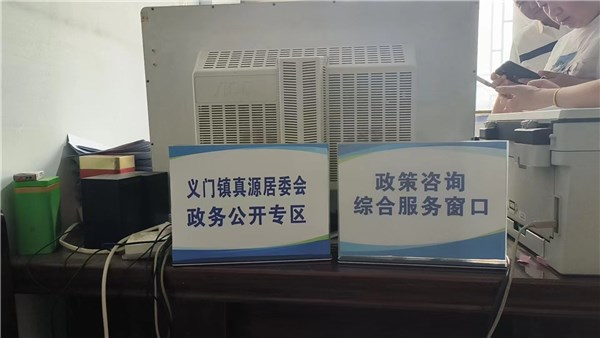 义门镇真源居委会
政务公开专区
政策咨询
综合服务窗口